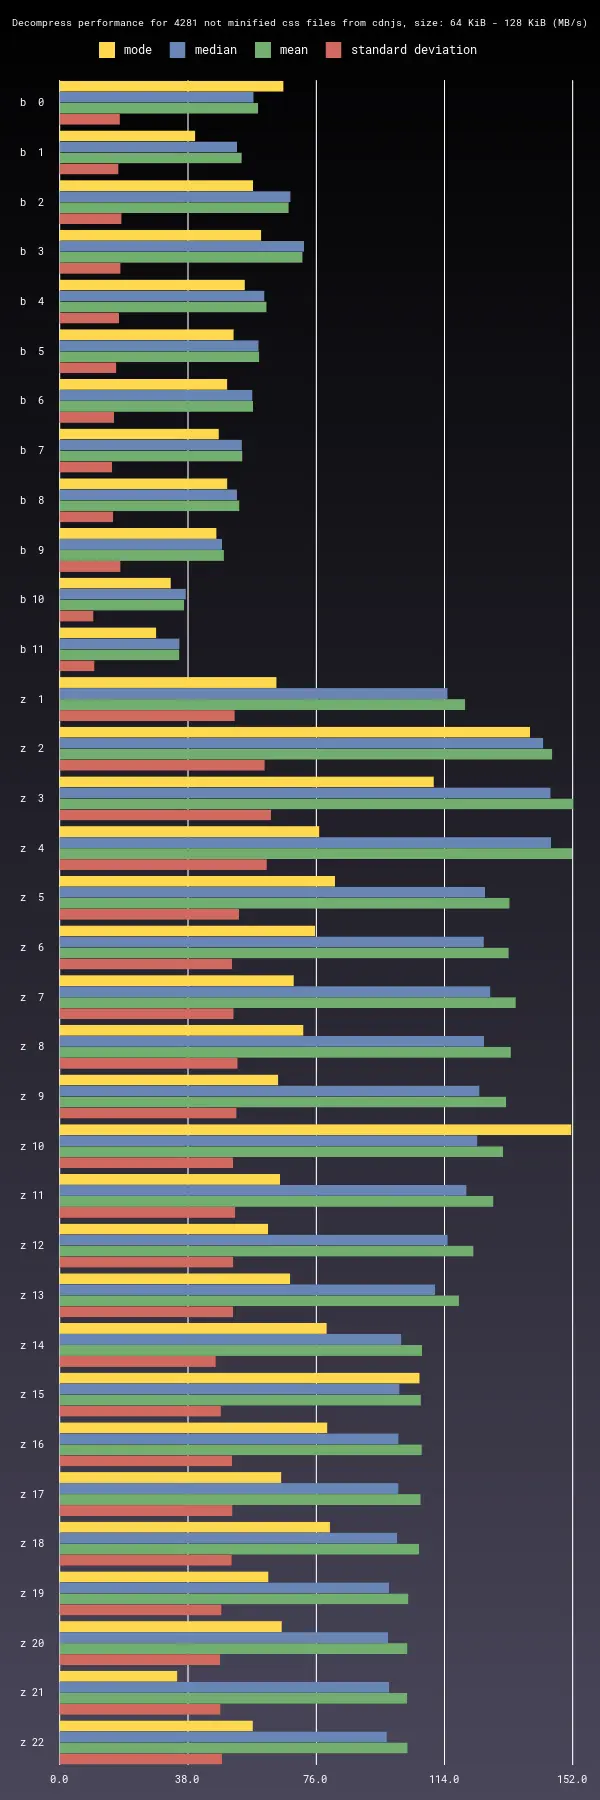 Decompress performance for 4281 not minified css files from cdnjs, size: 64 KiB - 128 KiB (MB/s)
mode median mean standard deviation
b 0
b 1
b 2
b 3
b 4
b 5
b 6
b 7
b 8
b 9
b 10
b 11
z 1
z 2
z 3
z 4
z 5
z 6
z 7
z 8
z 9
z 10
z 11
z 12
z 13
z 14
z 15
z 16
z 17
z 18
z 19
z 20
z 21
z 22
0.0 38.0 76.0 114.0 152.0